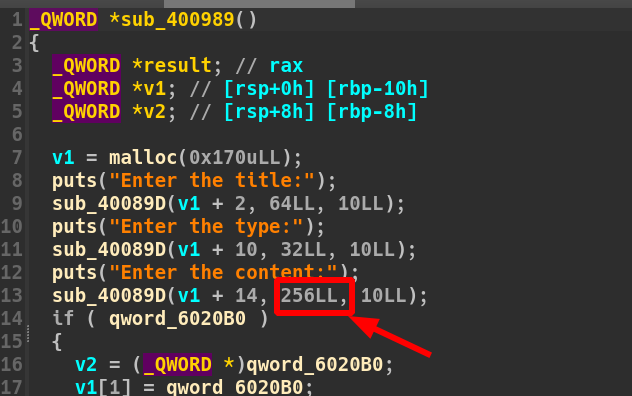 1 _QWORD *sub_400989()
2 {
3 _QWORD *result; // rax
4 _QWORD *v1; // [rsp+0h] [rbp-10h]
5 _QWORD *v2; // [rsp+8h] [rbp-8h]
6
7 v1 = malloc(0x170uLL);
8 puts("Enter the title:");
9 sub_40089D(v1 + 2, 64LL, 10LL);
10 puts("Enter the type:");
11 sub_40089D(v1 + 10, 32LL, 10LL);
12 puts("Enter the content:");
13 sub_40089D(v1 + 14, 256LL, 10LL);
14 if ( qword_6020B0 )
15 {
16 v2 = (_QWORD *)qword_6020B0;
17 v1[1] = qword_6020B0;